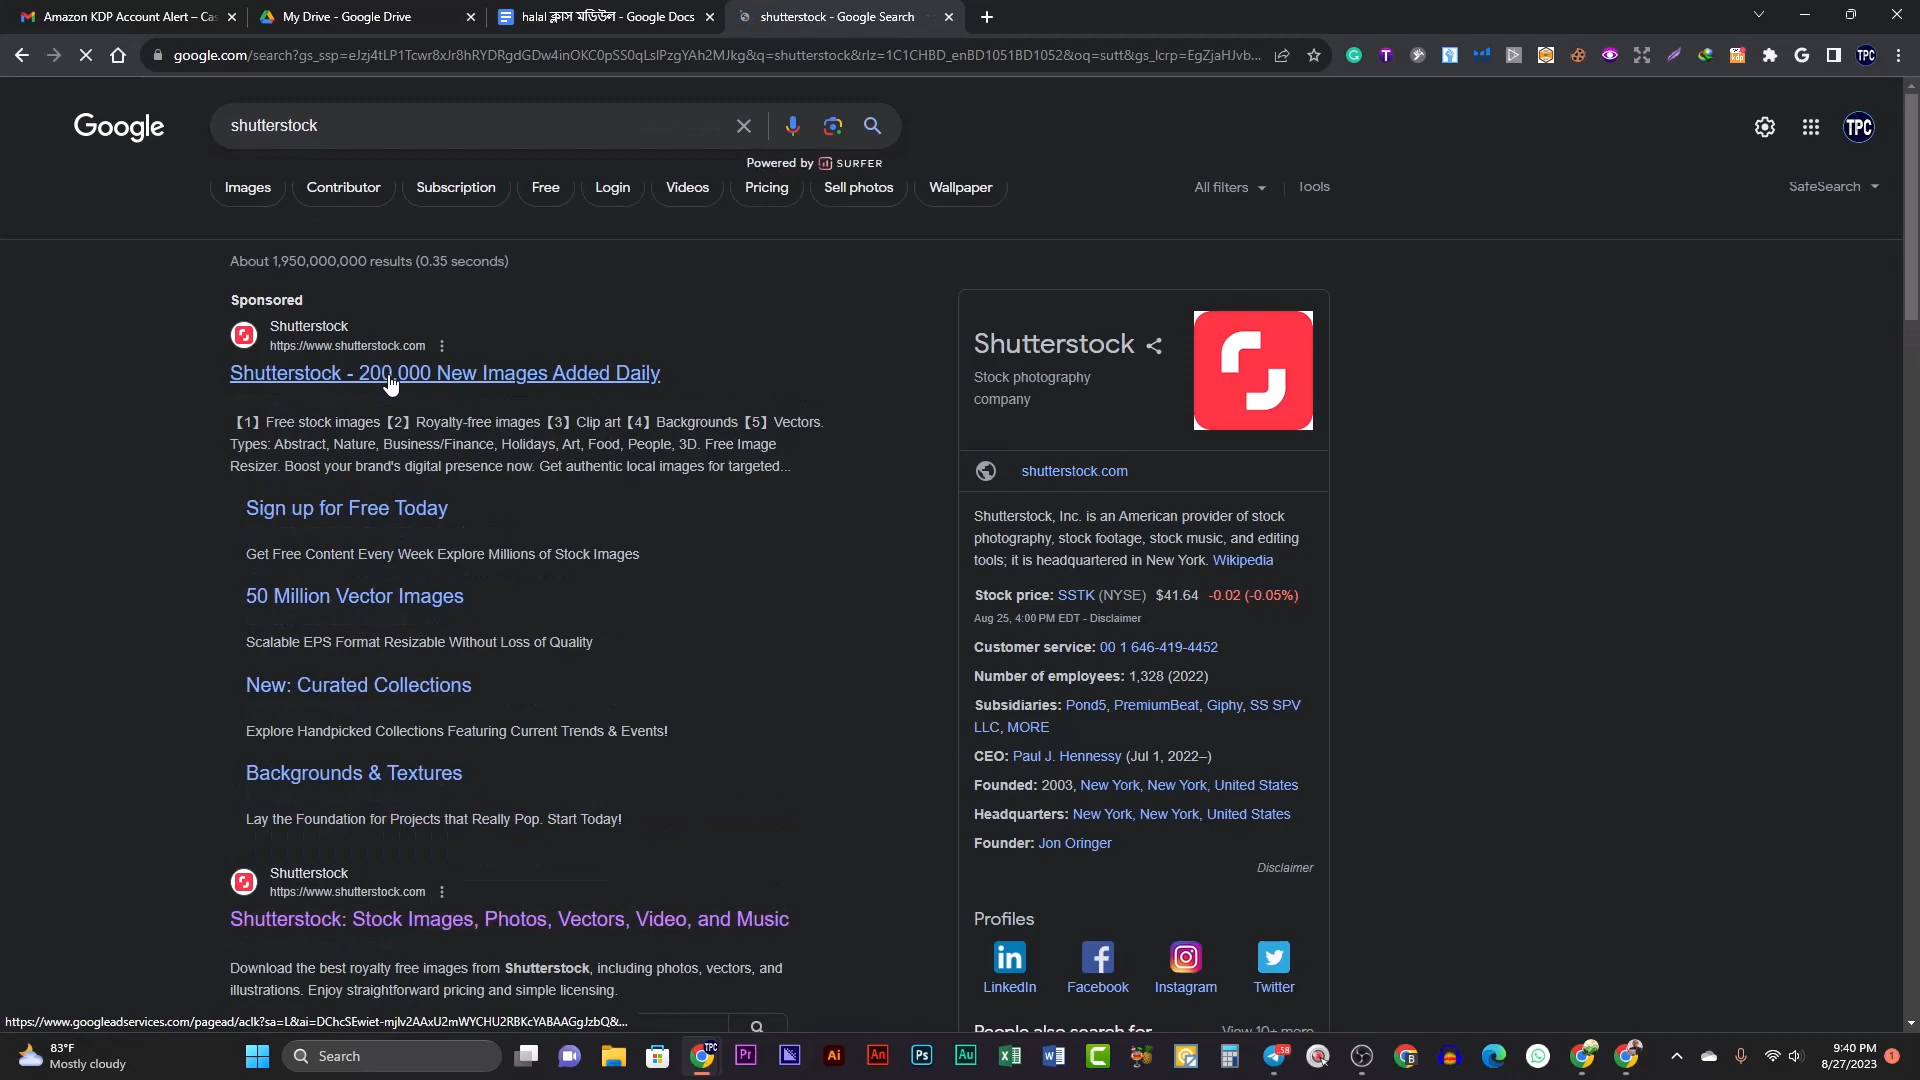 Amazon KDP Account Alert – Cas
My Drive - Google Drive
halal ক্লাস মডিউল - Google Docs
shutterstock - Google Search
google.com/search?gs_ssp=eJzj4tLP1Tcwr8xJr8hRYDRgdGDw4inOKC0pSS0qLsIPzgYAh2MJkg&q=shutterstock&rlz=1C1CHBD_enBD1051BD1052&oq=sutt&gs_lcrp=EgZjaHJvb...
Google
shutterstock
TPC
Powered by SURFER
Images
Contributor
Subscription
Free
Login
Videos
Pricing
Sell photos
Wallpaper
All filters
Tools
SafeSearch
About 1,950,000,000 results (0.35 seconds)
Sponsored
Shutterstock
https://www.shutterstock.com
Shutterstock - 200,000 New Images Added Daily
【1】Free stock images【2】Royalty-free images【3】Clip art【4】Backgrounds【5】Vectors.
Types: Abstract, Nature, Business/Finance, Holidays, Art, Food, People, 3D. Free Image
Resizer. Boost your brand's digital presence now. Get authentic local images for targeted...
Sign up for Free Today
Get Free Content Every Week Explore Millions of Stock Images
50 Million Vector Images
Scalable EPS Format Resizable Without Loss of Quality
New: Curated Collections
Explore Handpicked Collections Featuring Current Trends & Events!
Backgrounds & Textures
Lay the Foundation for Projects that Really Pop. Start Today!
Shutterstock
https://www.shutterstock.com
Shutterstock: Stock Images, Photos, Vectors, Video, and Music
Download the best royalty free images from Shutterstock, including photos, vectors, and
illustrations. Enjoy straightforward pricing and simple licensing.
Shutterstock
Stock photography
company
shutterstock.com
Shutterstock, Inc. is an American provider of stock
photography, stock footage, stock music, and editing
tools; it is headquartered in New York. Wikipedia
Stock price: SSTK (NYSE) $41.64 -0.02 (-0.05%)
Aug 25, 4:00 PM EDT - Disclaimer
Customer service: 00 1 646-419-4452
Number of employees: 1,328 (2022)
Subsidiaries: Pond5, PremiumBeat, Giphy, SS SPV
LLC, MORE
CEO: Paul J. Hennessy (Jul 1, 2022–)
Founded: 2003, New York, New York, United States
Headquarters: New York, New York, United States
Founder: Jon Oringer
Disclaimer
Profiles
LinkedIn
Facebook
Instagram
Twitter
People also search for
View 10+ more
https://www.googleadservices.com/pagead/aclk?sa=L&ai=DChcSEwiet-mjlv2AAxU2mWYCHU2RBKcYABAAGgJzbQ&...
83°F
Mostly cloudy
Search
9:40 PM
8/27/2023